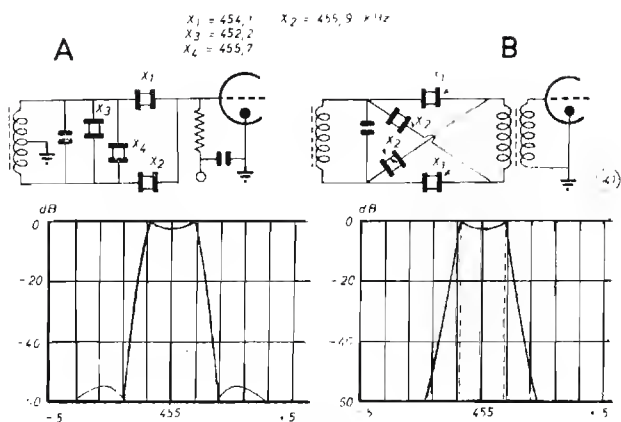 X1 = 454,1 X2 = 455,9 kHz
X3 = 452,2
X4 = 455,7
A
B
X1
X3
X4
X2
X1
X2
X2
X1
dB
0
-20
-40
-5
455
.5
dB
0
-20
-40
60
-5
455
.5